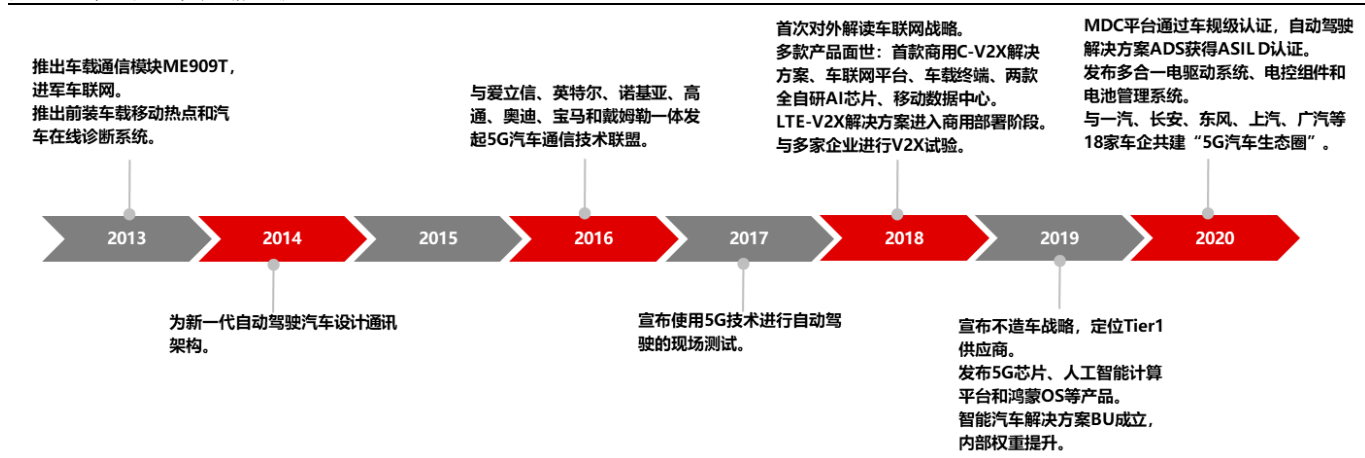 推出车载通信模块ME909T，
进军车联网。
推出前装车载移动热点和汽
车在线诊断系统。
与爱立信、英特尔、诺基亚、高
通、奥迪、宝马和戴姆勒一体发
起5G汽车通信技术联盟。
首次对外解读车联网战略。
多款产品面世：首款商用C-V2X解决
方案、车联网平台、车载终端、两款
全自研AI芯片、移动数据中心。
LTE-V2X解决方案进入商用部署阶段。
与多家企业进行V2X试验。
MDC平台通过车规级认证，自动驾驶
解决方案ADS获得ASIL D认证。
发布多合一电驱动系统、电控组件和
电池管理系统。
与一汽、长安、东风、上汽、广汽等
18家车企共建“5G汽车生态圈”。
2013
2014
2015
2016
2017
2018
2019
2020
为新一代自动驾驶汽车设计通讯
架构。
宣布使用5G技术进行自动驾
驶的现场测试。
宣布不造车战略，定位Tier1
供应商。
发布5G芯片、人工智能计算
平台和鸿蒙OS等产品。
智能汽车解决方案BU成立，
内部权重提升。